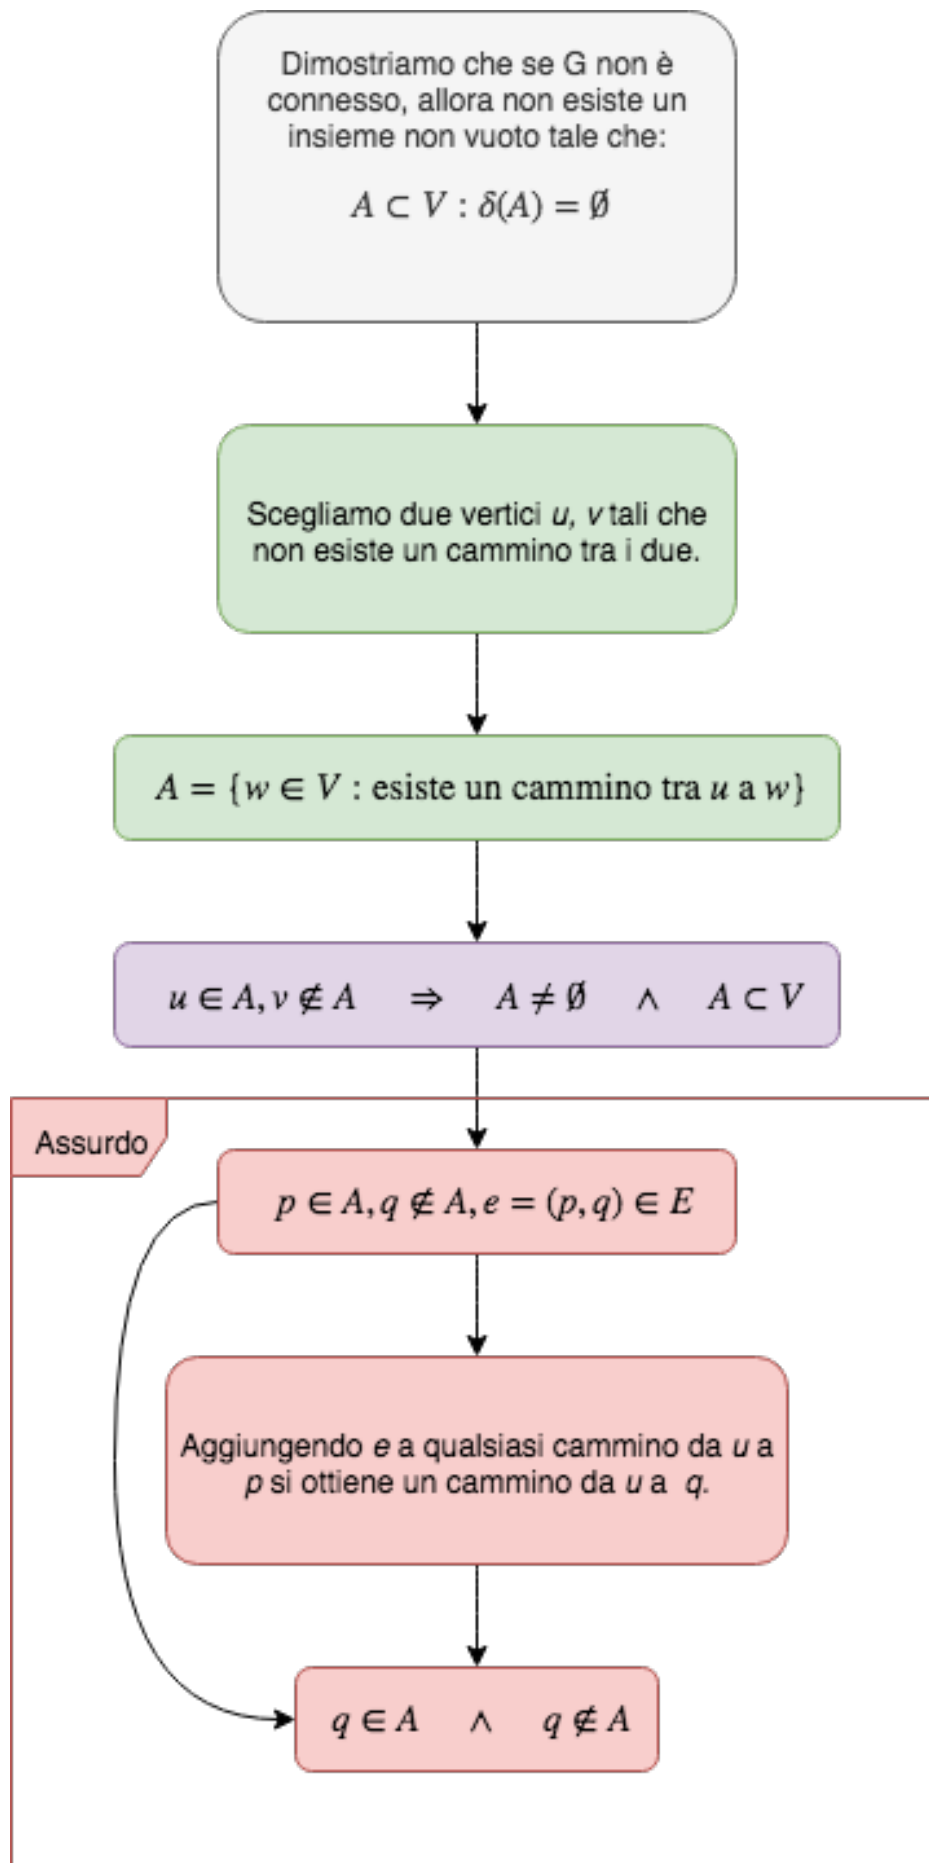 Dimostriamo che se G non è
connesso, allora non esiste un
insieme non vuoto tale che:
A ⊂ V : δ(A) = ∅
Scegliamo due vertici u, v tali che
non esiste un cammino tra i due.
A = {w ∈ V : esiste un cammino tra u a w}
u ∈ A, v ∉ A ⇒ A ≠ ∅ ∧ A ⊂ V
Assurdo
p ∈ A, q ∉ A, e = (p, q) ∈ E
Aggiungendo e a qualsiasi cammino da u a
p si ottiene un cammino da u a q.
q ∈ A ∧ q ∉ A